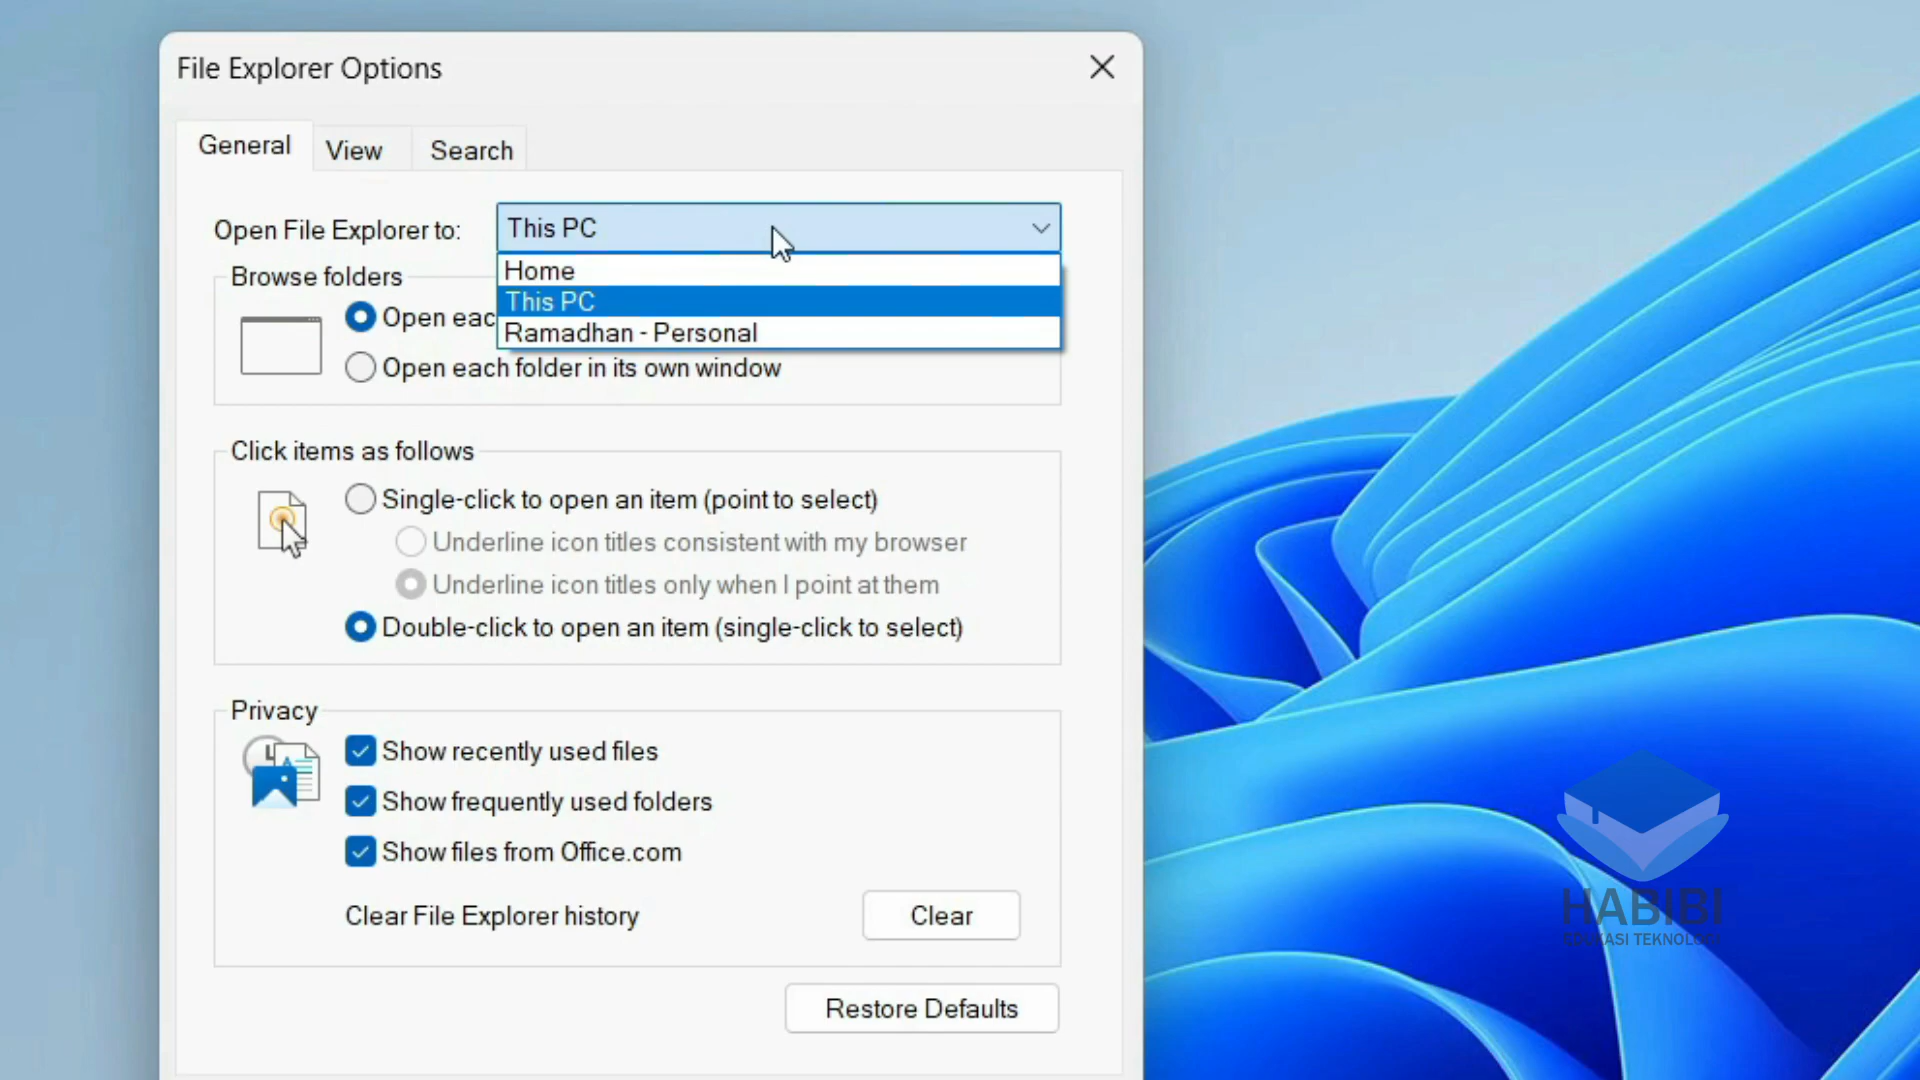 File Explorer Options
General
View
Search
Open File Explorer to:
This PC
Home
This PC
Ramadhan - Personal
Browse folders
Open eac
Open each folder in its own window
Click items as follows
Single-click to open an item (point to select)
Underline icon titles consistent with my browser
Underline icon titles only when I point at them
Double-click to open an item (single-click to select)
Privacy
Show recently used files
Show frequently used folders
Show files from Office.com
Clear File Explorer history
Clear
Restore Defaults
HABIBI
EDUKASI TEKNOLOGI